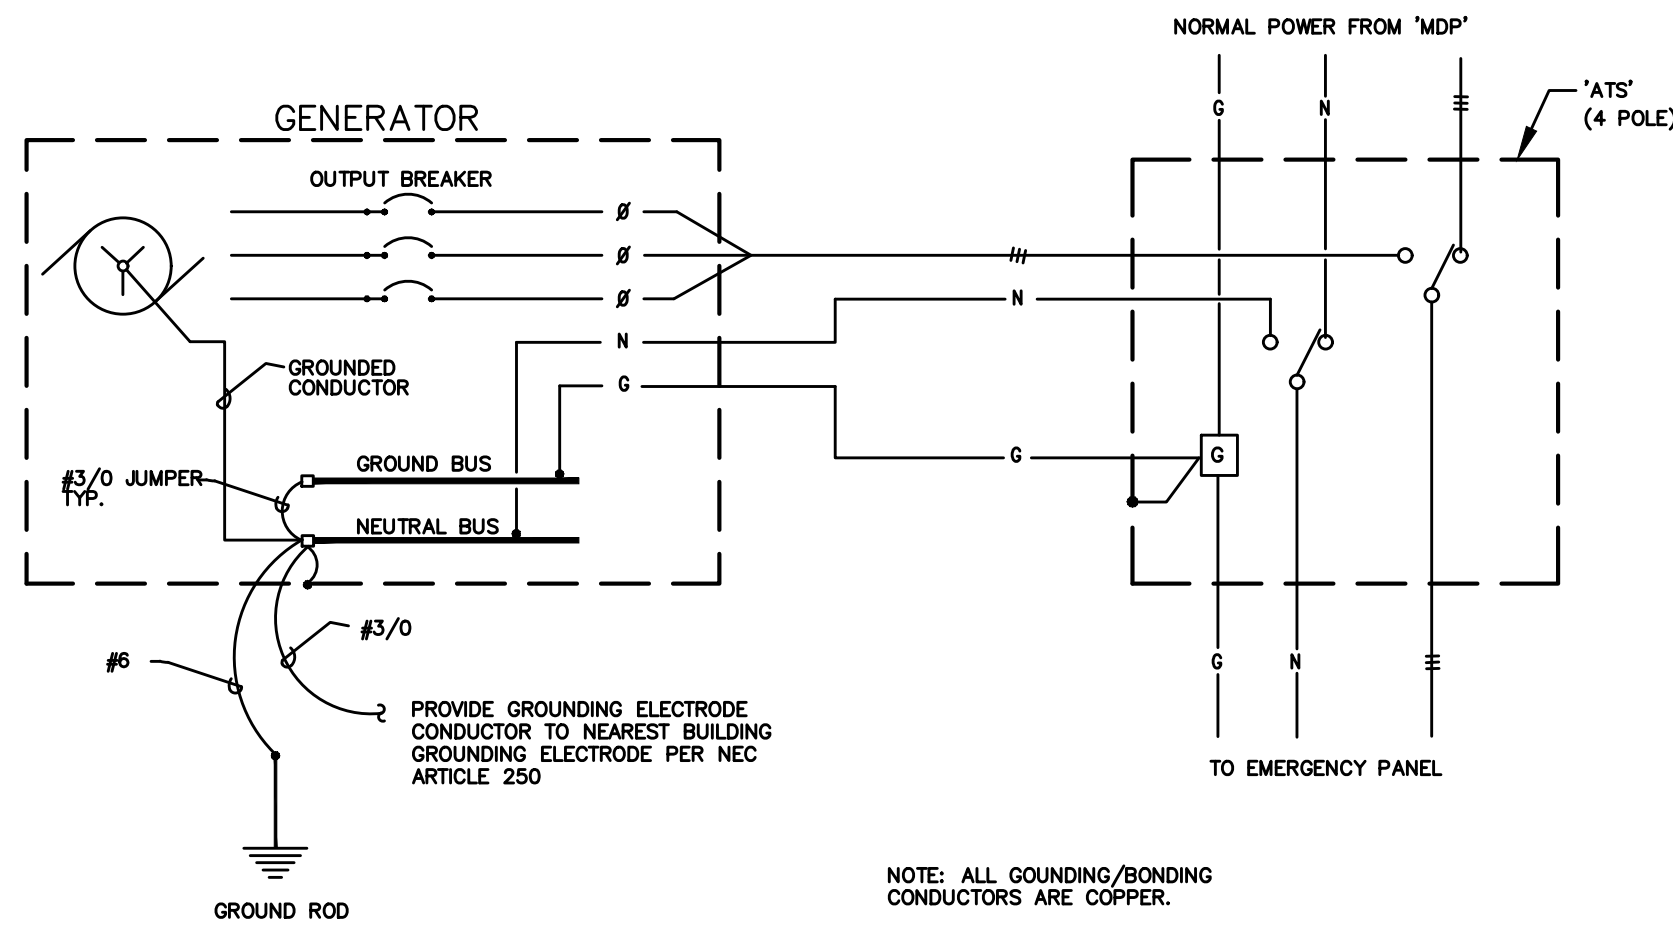 NORMAL POWER FROM 'MDP'
'ATS'
(4 POLE)
G
N
GENERATOR
OUTPUT BREAKER
Ø
Ø
Ø
N
N
GROUNDED
CONDUCTOR
G
#3/0 JUMPER
TYP.
GROUND BUS
G
G
NEUTRAL BUS
#3/0
#6
G
N
PROVIDE GROUNDING ELECTRODE
CONDUCTOR TO NEAREST BUILDING
GROUNDING ELECTRODE PER NEC
ARTICLE 250
TO EMERGENCY PANEL
NOTE: ALL GOUNDING/BONDING
CONDUCTORS ARE COPPER.
GROUND ROD